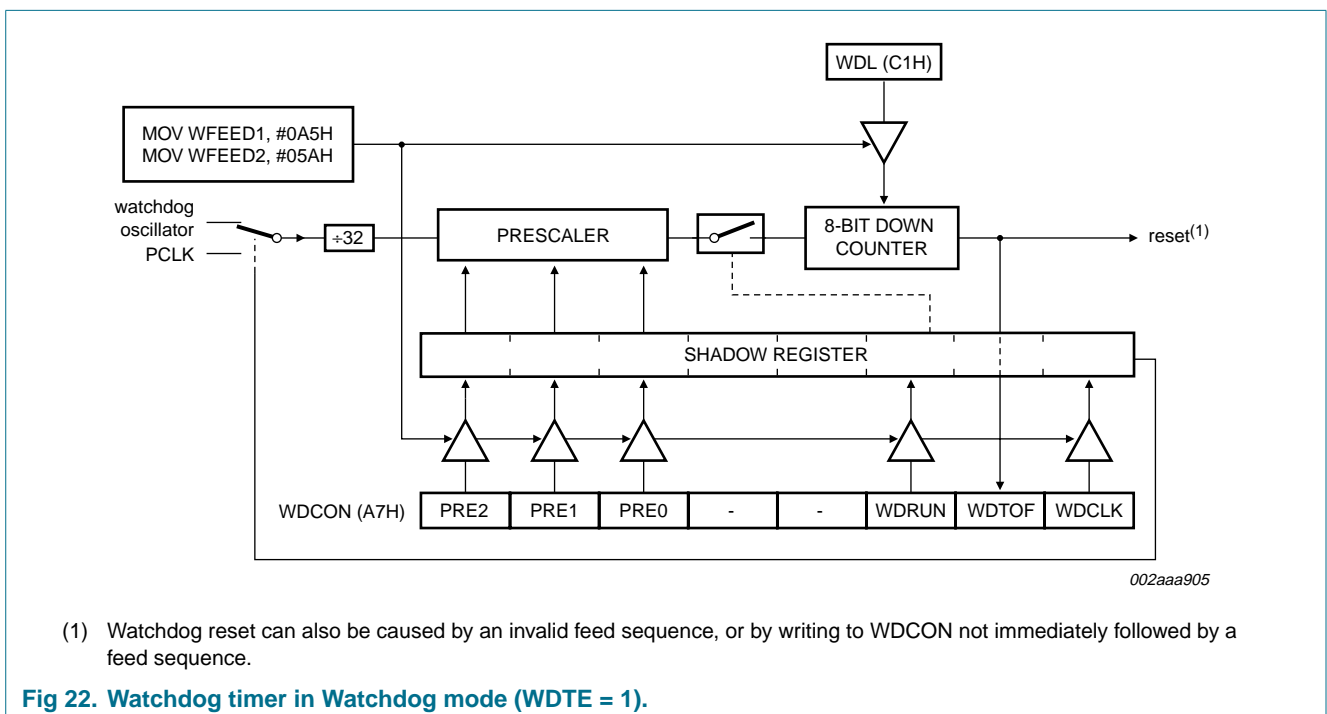 WDL (C1H)
MOV WFEED1, #0A5H
MOV WFEED2, #05AH
watchdog
oscillator
PCLK
÷32
PRESCALER
8-BIT DOWN
COUNTER
reset(1)
SHADOW REGISTER
WDCON (A7H)
PRE2
PRE1
PRE0
-
-
WDRUN
WDTOF
WDCLK
002aaa905
(1) Watchdog reset can also be caused by an invalid feed sequence, or by writing to WDCON not immediately followed by a
feed sequence.
Fig 22. Watchdog timer in Watchdog mode (WDTE = 1).